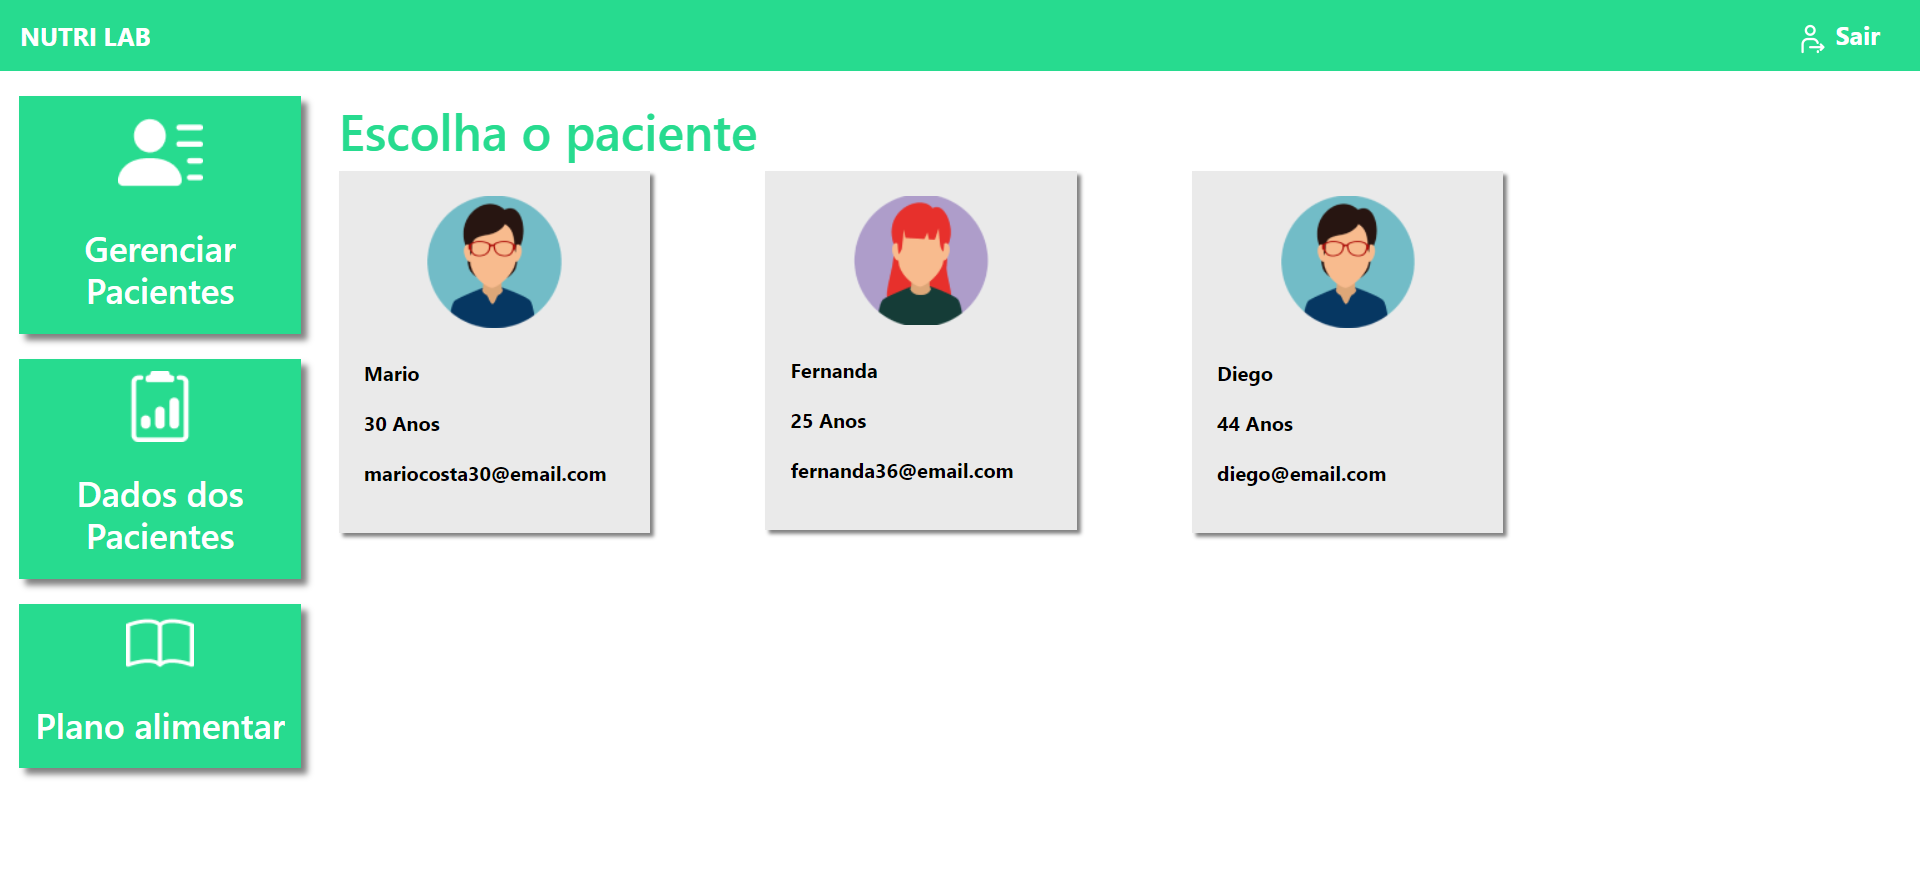 NUTRI LAB
Sair
Gerenciar
Pacientes
Dados dos
Pacientes
Plano alimentar
Escolha o paciente
Mario
30 Anos
mariocosta30@email.com
Fernanda
25 Anos
fernanda36@email.com
Diego
44 Anos
diego@email.com